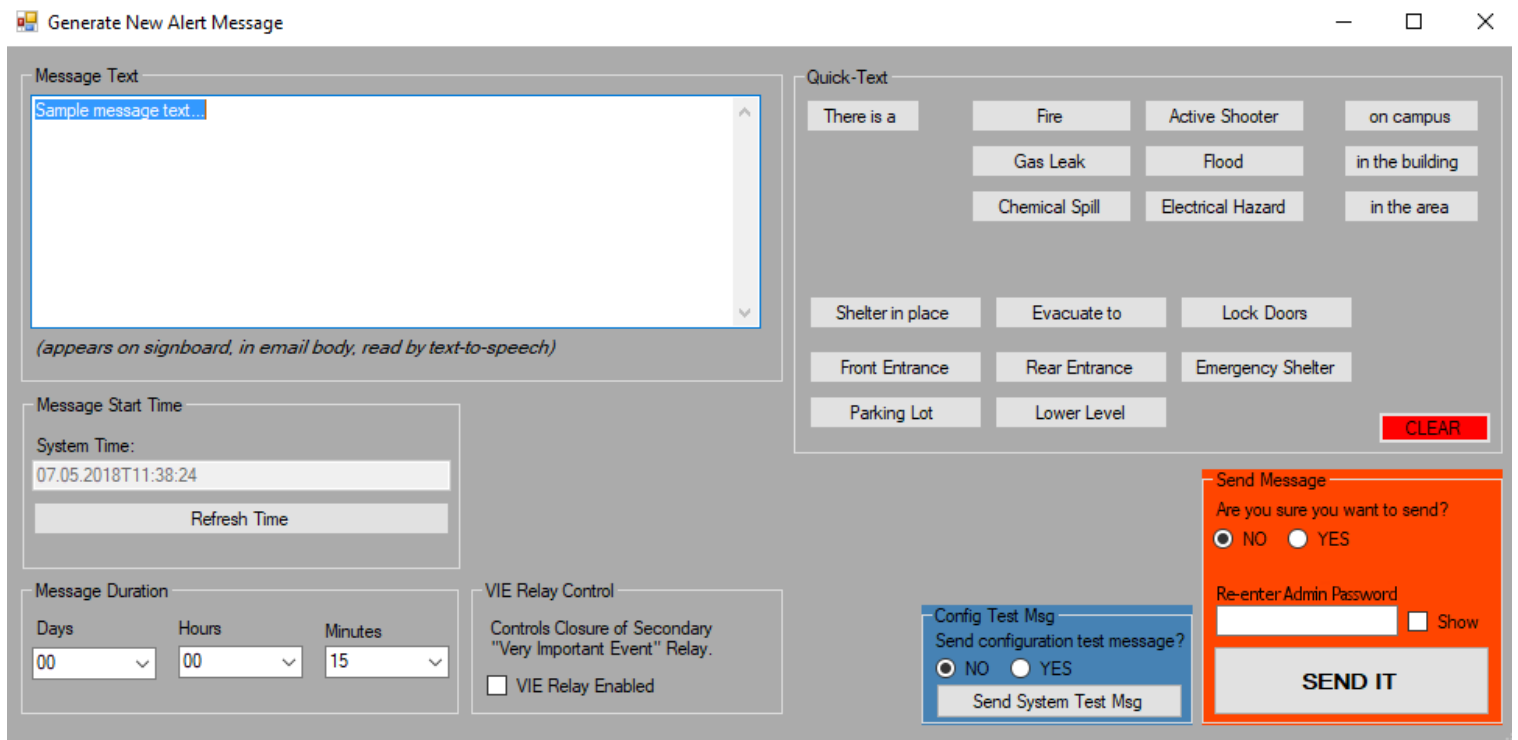 Generate New Alert Message
Message Text
Sample message text...
(appears on signboard, in email body, read by text-to-speech)
Quick-Text
There is a
Fire
Active Shooter
on campus
Gas Leak
Flood
in the building
Chemical Spill
Electrical Hazard
in the area
Shelter in place
Evacuate to
Lock Doors
Front Entrance
Rear Entrance
Emergency Shelter
Parking Lot
Lower Level
CLEAR
Message Start Time
System Time:
07.05.2018T11:38:24
Refresh Time
Message Duration
Days
Hours
Minutes
00
00
15
VIE Relay Control
Controls Closure of Secondary
"Very Important Event" Relay.
VIE Relay Enabled
Config Test Msg
Send configuration test message?
NO
YES
Send System Test Msg
Send Message
Are you sure you want to send?
NO
YES
Re-enter Admin Password
Show
SEND IT